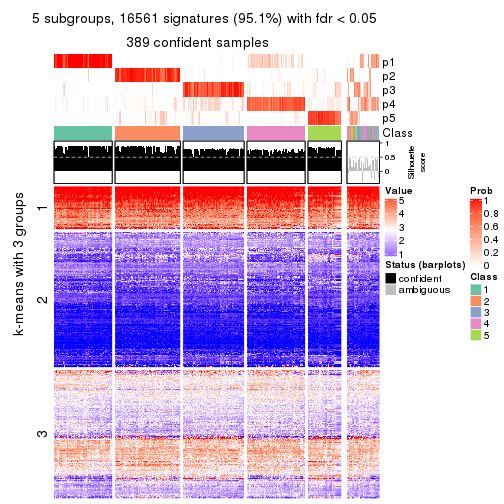 5 subgroups, 16561 signatures (95.1%) with fdr < 0.05
389 confident samples
p1
p2
p3
p4
p5
Class
1
0.5
0
Silhouette
score
k-means with 3 groups
1
2
3
Value
5
4
3
2
1
Status (barplots)
confident
ambiguous
Prob
1
0.8
0.6
0.4
0.2
0
Class
1
2
3
4
5